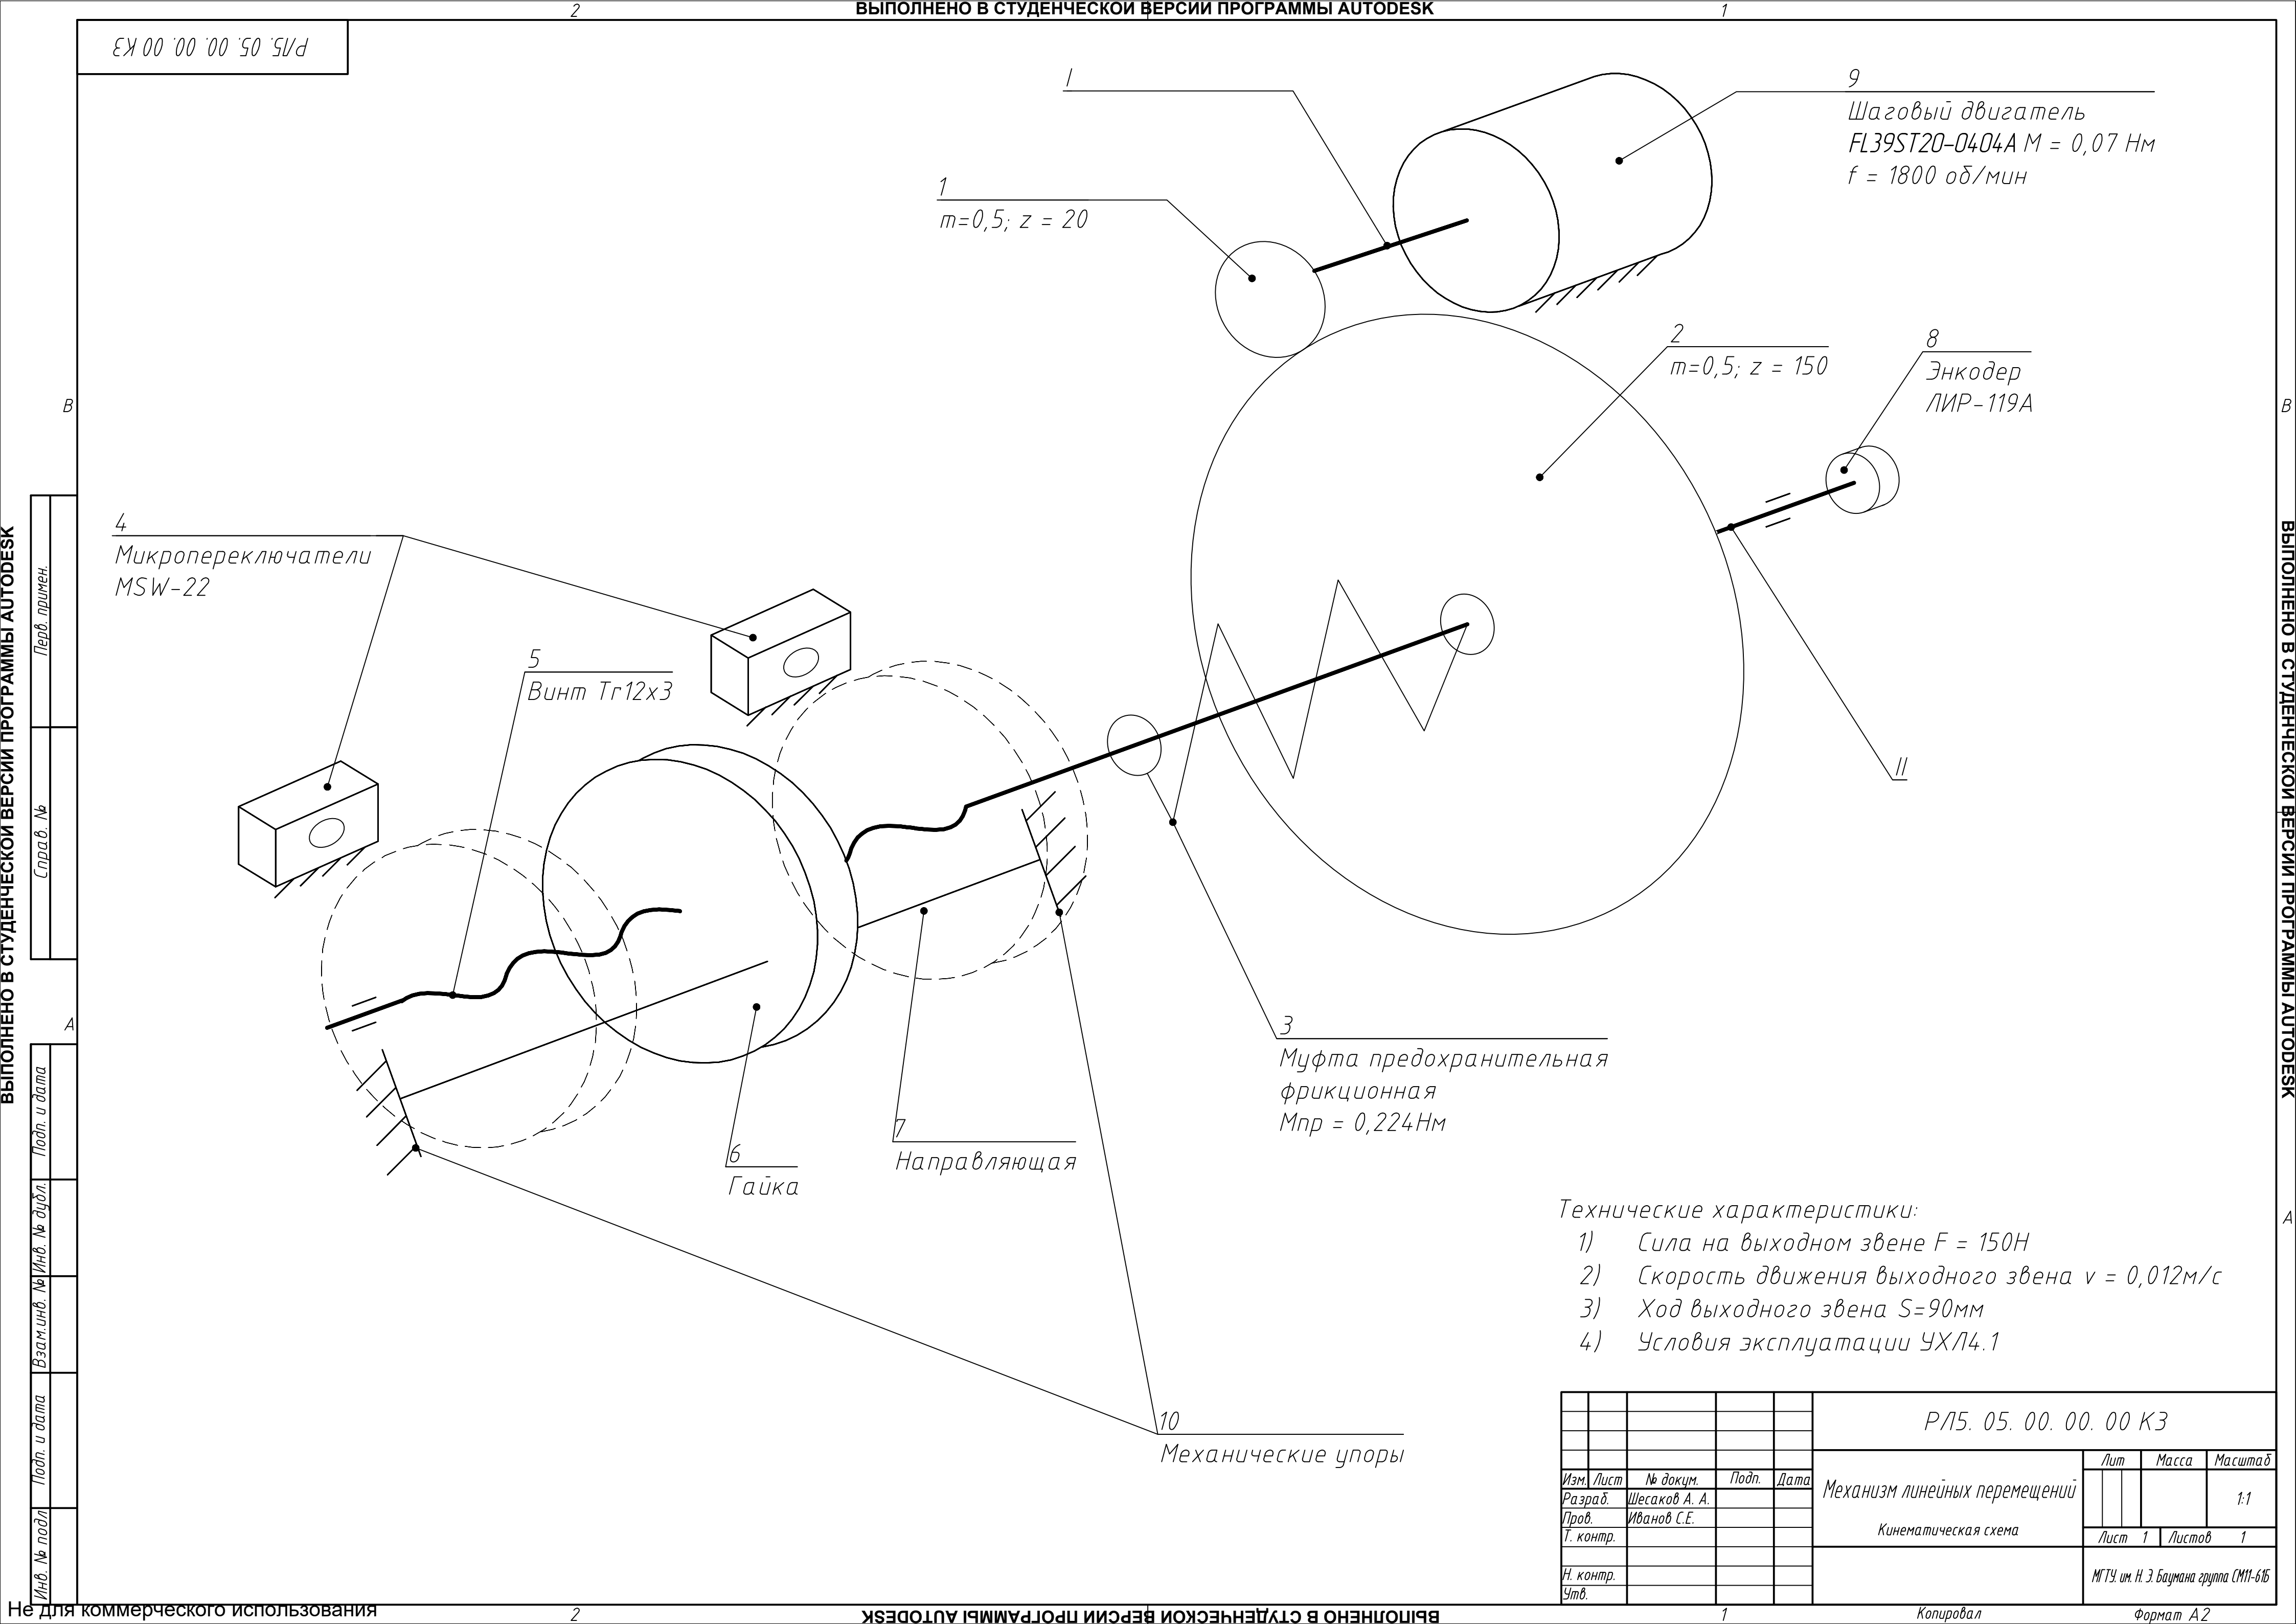 2
ВЫПОЛНЕНО В СТУДЕНЧЕСКОЙ ВЕРСИИ ПРОГРАММЫ AUTODESK
1
РЛ5. 05. 00. 00. 00 КЗ
I
9
Шаговый двигатель
FL39ST20-0404A М = 0,07 Нм
f = 1800 об/мин
1
m=0,5; z = 20
2
m=0,5; z = 150
8
Энкодер
ЛИР-119А
B
B
4
Микропереключатели
MSW-22
5
Винт Tr12x3
II
3
Муфта предохранительная
фрикционная
Мпр = 0,224Нм
7
Направляющая
6
Гайка
10
Механические упоры
A
A
Технические характеристики:
1) Сила на выходном звене F = 150Н
2) Скорость движения выходного звена v = 0,012м/с
3) Ход выходного звена S=90мм
4) Условия эксплуатации УХЛ4.1
ВЫПОЛНЕНО В СТУДЕНЧЕСКОЙ ВЕРСИИ ПРОГРАММЫ AUTODESK
ВЫПОЛНЕНО В СТУДЕНЧЕСКОЙ ВЕРСИИ ПРОГРАММЫ AUTODESK
Перв. примен.
Справ. №
Подп. и дата
Инв. № дубл.
Взам.инв. №
Подп. и дата
Инв. № подл
РЛ5. 05. 00. 00. 00 КЗ
Лит Масса Масштаб
Изм. Лист № докум. Подп. Дата
Механизм линейных перемещений
1:1
Разраб. Шесаков А. А.
Пров. Иванов С.Е.
Кинематическая схема
Т. контр.
Лист 1 Листов 1
Н. контр.
МГТУ. им. Н. Э. Баумана группа СМ11-61Б
Утв.
Не для коммерческого использования
2
ВЫПОЛНЕНО В СТУДЕНЧЕСКОЙ ВЕРСИИ ПРОГРАММЫ AUTODESK
1
Копировал
Формат А2